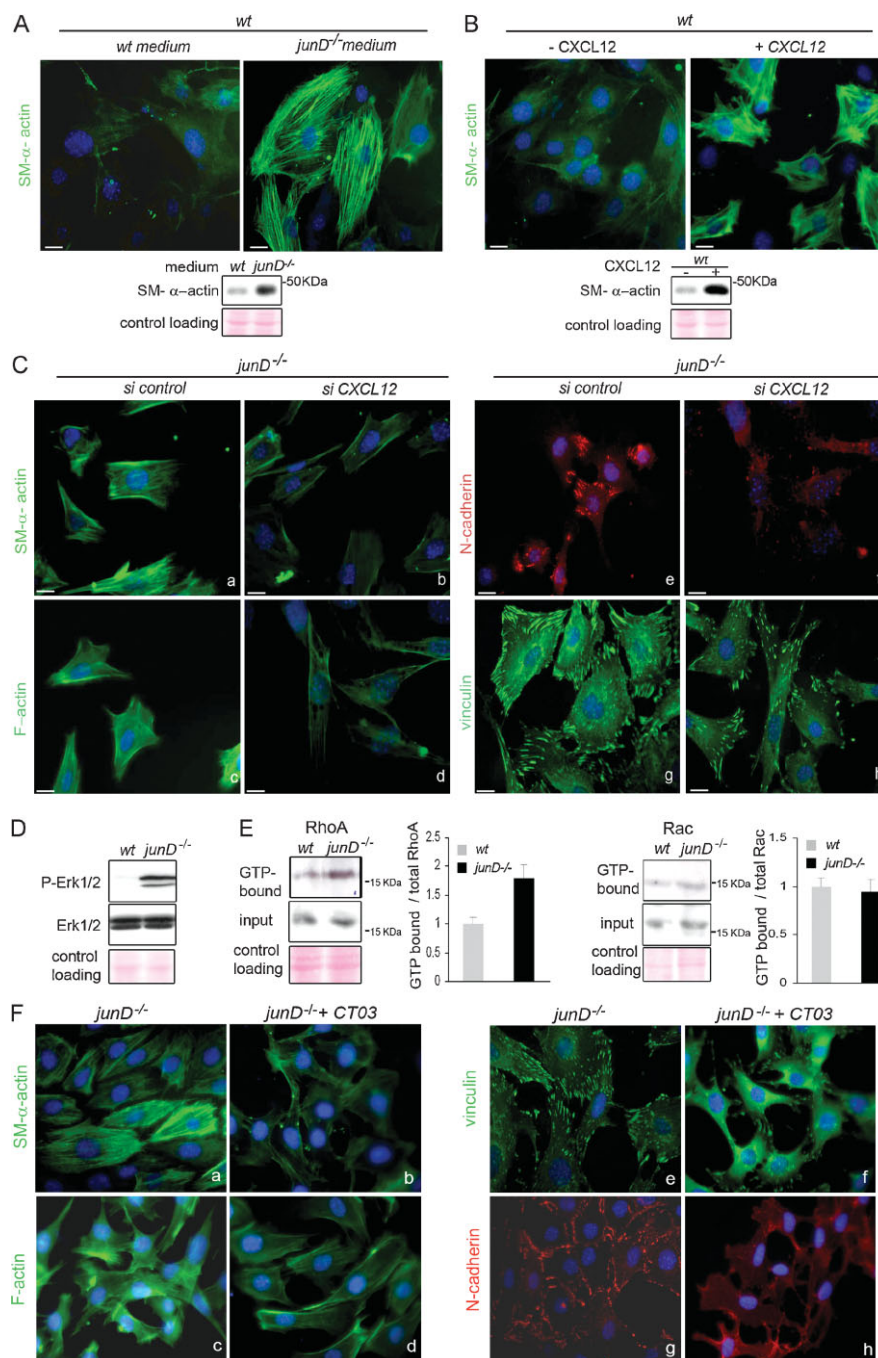 A
wt
wt medium
junD-/- medium
SM-α- actin
medium wt junD-/-
SM- α–actin
-50KDa
control loading
B
wt
- CXCL12
+ CXCL12
SM-α- actin
wt
CXCL12 - +
SM- α–actin
-50KDa
control loading
C
junD-/-
si control
si CXCL12
SM-α- actin
a
b
F–actin
c
d
junD-/-
si control
si CXCL12
N-cadherin
e
vinculin
g
h
D
wt junD-/-
P-Erk1/2
Erk1/2
control
loading
E
RhoA
wt junD-/-
GTP-
bound
15 KDa
input
15 KDa
control
loading
GTP bound / total RhoA
2.5
2
1.5
1
0.5
0
wt
junD-/-
Rac
wt junD-/-
GTP-
bound
15 KDa
input
15 KDa
control
loading
GTP bound / total Rac
1.5
1
0.5
0
wt
junD-/-
F
junD-/-
junD-/- + CT03
SM-α-actin
a
b
F-actin
c
d
junD-/-
junD-/- + CT03
vinculin
e
f
N-cadherin
g
h